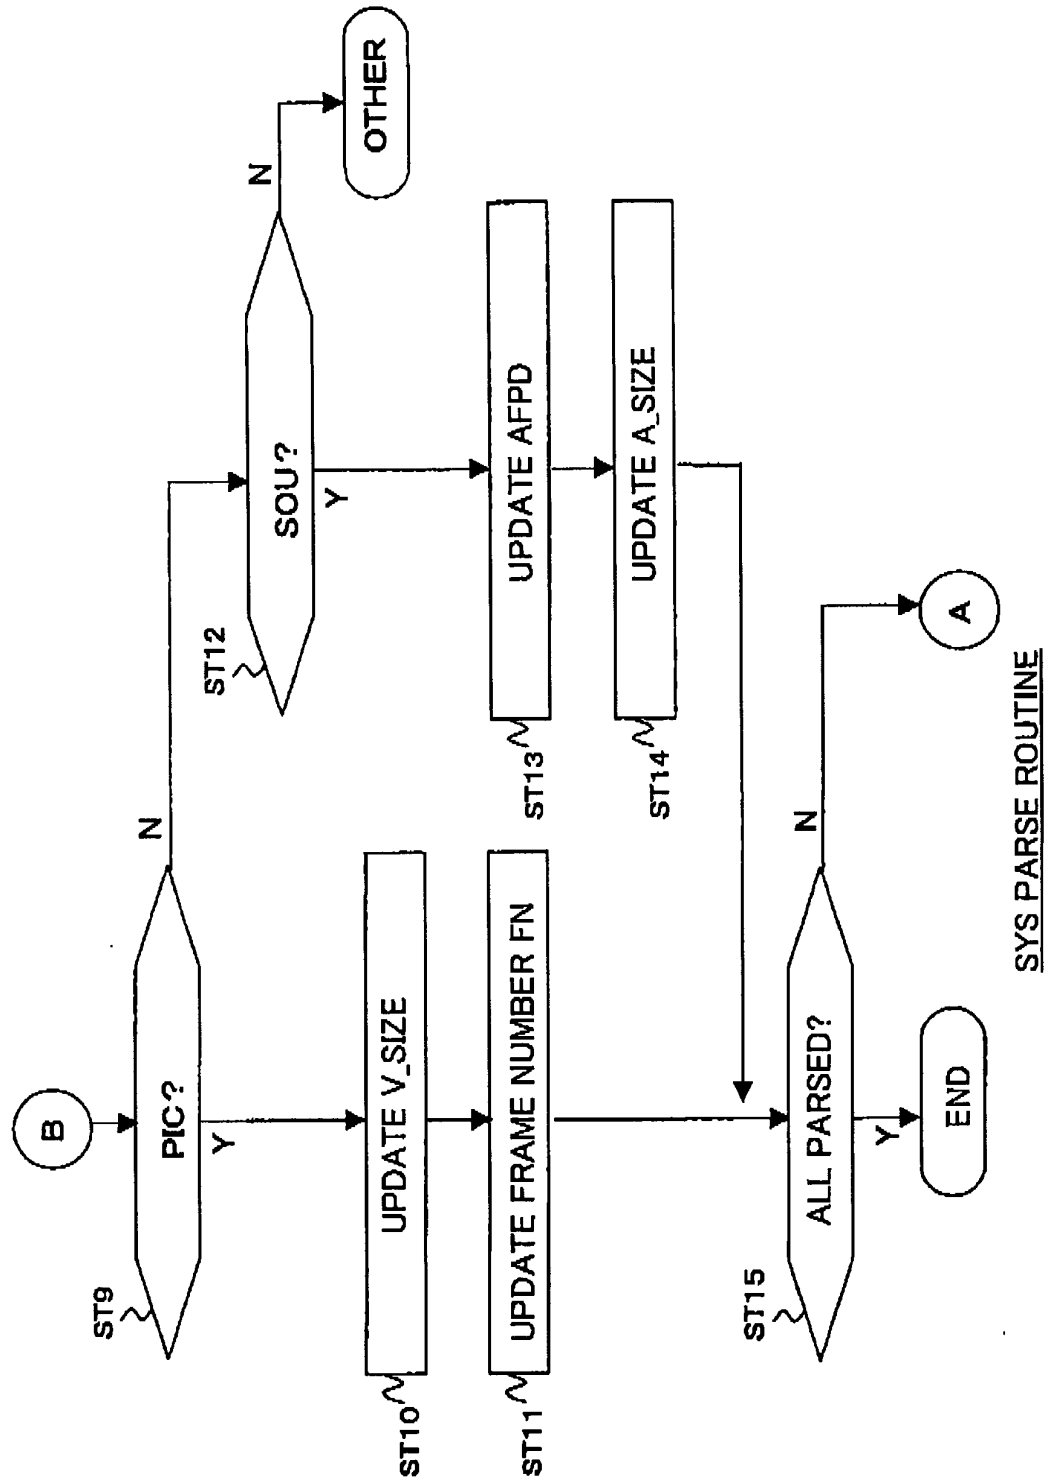 B
ST9
PIC?
N
Y
ST12
SOU?
N
OTHER
Y
ST10
UPDATE V_SIZE
ST11
UPDATE FRAME NUMBER FN
ST13
UPDATE AFPD
ST14
UPDATE A_SIZE
ST15
ALL PARSED?
N
A
Y
END
SYS PARSE ROUTINE